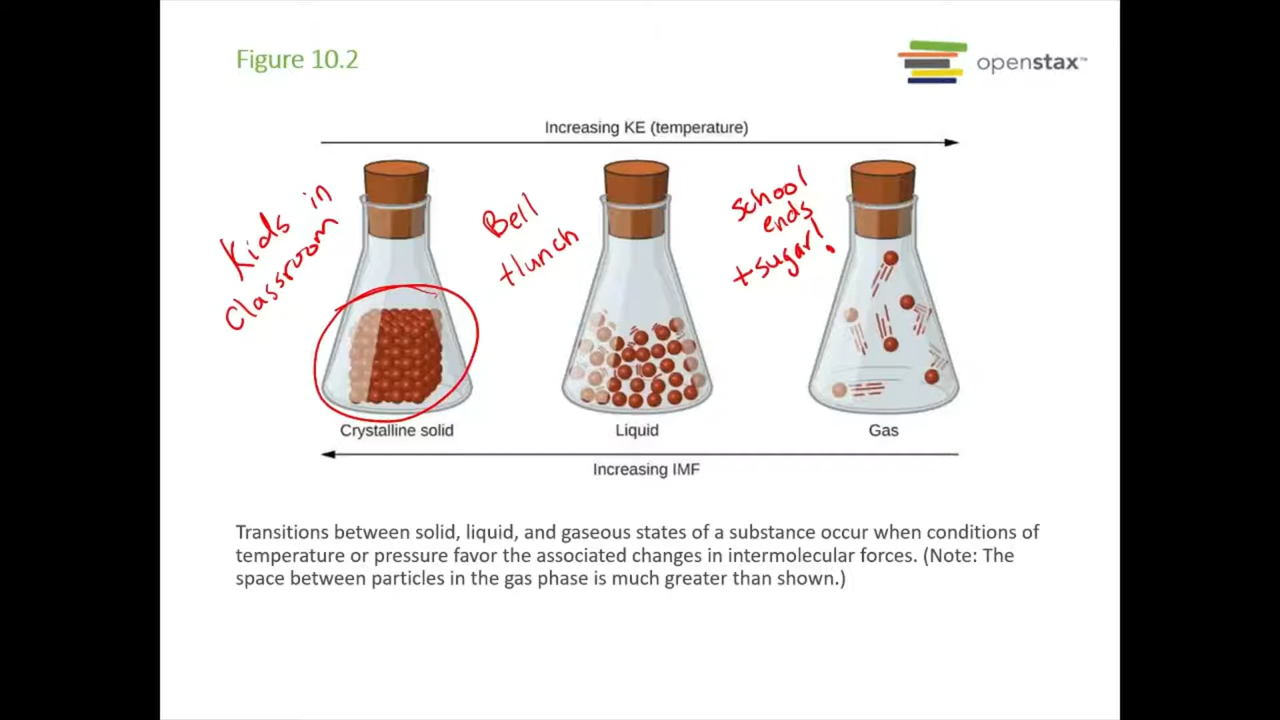 Figure 10.2
openstax™
Increasing KE (temperature)
Kids in
Classroom
Bell
+lunch
School
ends
+sugar!
Crystalline solid
Liquid
Gas
Increasing IMF
Transitions between solid, liquid, and gaseous states of a substance occur when conditions of
temperature or pressure favor the associated changes in intermolecular forces. (Note: The
space between particles in the gas phase is much greater than shown.)